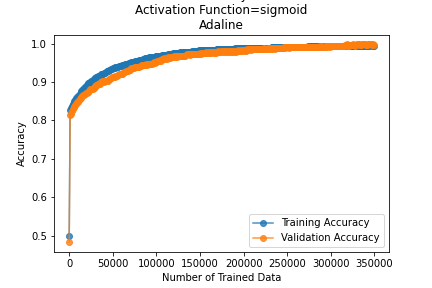 Activation Function=sigmoid
Adaline
1.0
0.9
0.8
0.7
0.6
0.5
Accuracy
Training Accuracy
Validation Accuracy
0 50000 100000 150000 200000 250000 300000 350000
Number of Trained Data